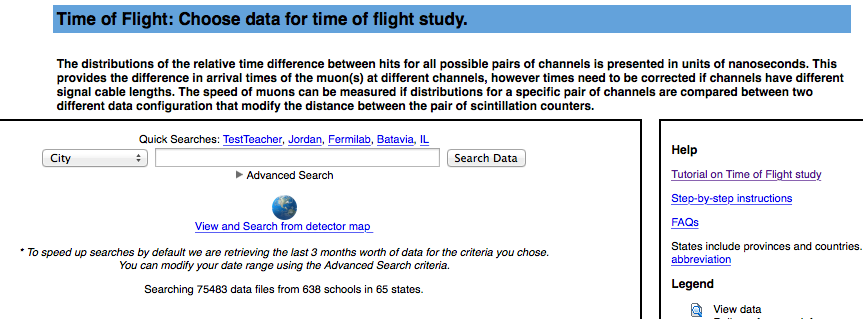 Time of Flight: Choose data for time of flight study.
The distributions of the relative time difference between hits for all possible pairs of channels is presented in units of nanoseconds. This
provides the difference in arrival times of the muon(s) at different channels, however times need to be corrected if channels have different
signal cable lengths. The speed of muons can be measured if distributions for a specific pair of channels are compared between two
different data configuration that modify the distance between the pair of scintillation counters.
Quick Searches: TestTeacher, Jordan, Fermilab, Batavia, IL
City
Search Data
Advanced Search
View and Search from detector map
* To speed up searches by default we are retrieving the last 3 months worth of data for the criteria you chose.
You can modify your date range using the Advanced Search criteria.
Searching 75483 data files from 638 schools in 65 states.
Help
Tutorial on Time of Flight study
Step-by-step instructions
FAQs
States include provinces and countries.
abbreviation
Legend
View data